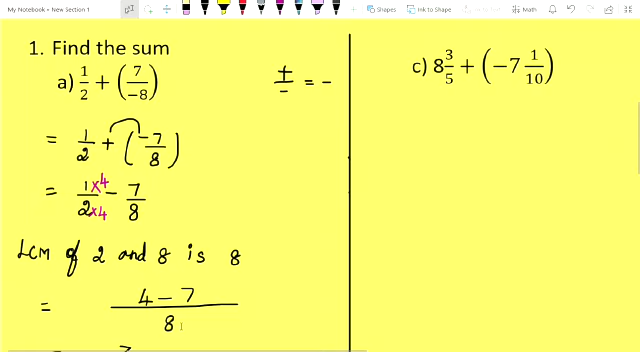 My Notebook » New Section 1
Shapes
Ink to Shape
Math
1. Find the sum
a) 1/2 + (7/-8)
+/- = -
= 1/2 + (-7/8)
= 1×4/2×4 - 7/8
LCM of 2 and 8 is 8
= 4 - 7 / 8
c) 8 3/5 + (-7 1/10)